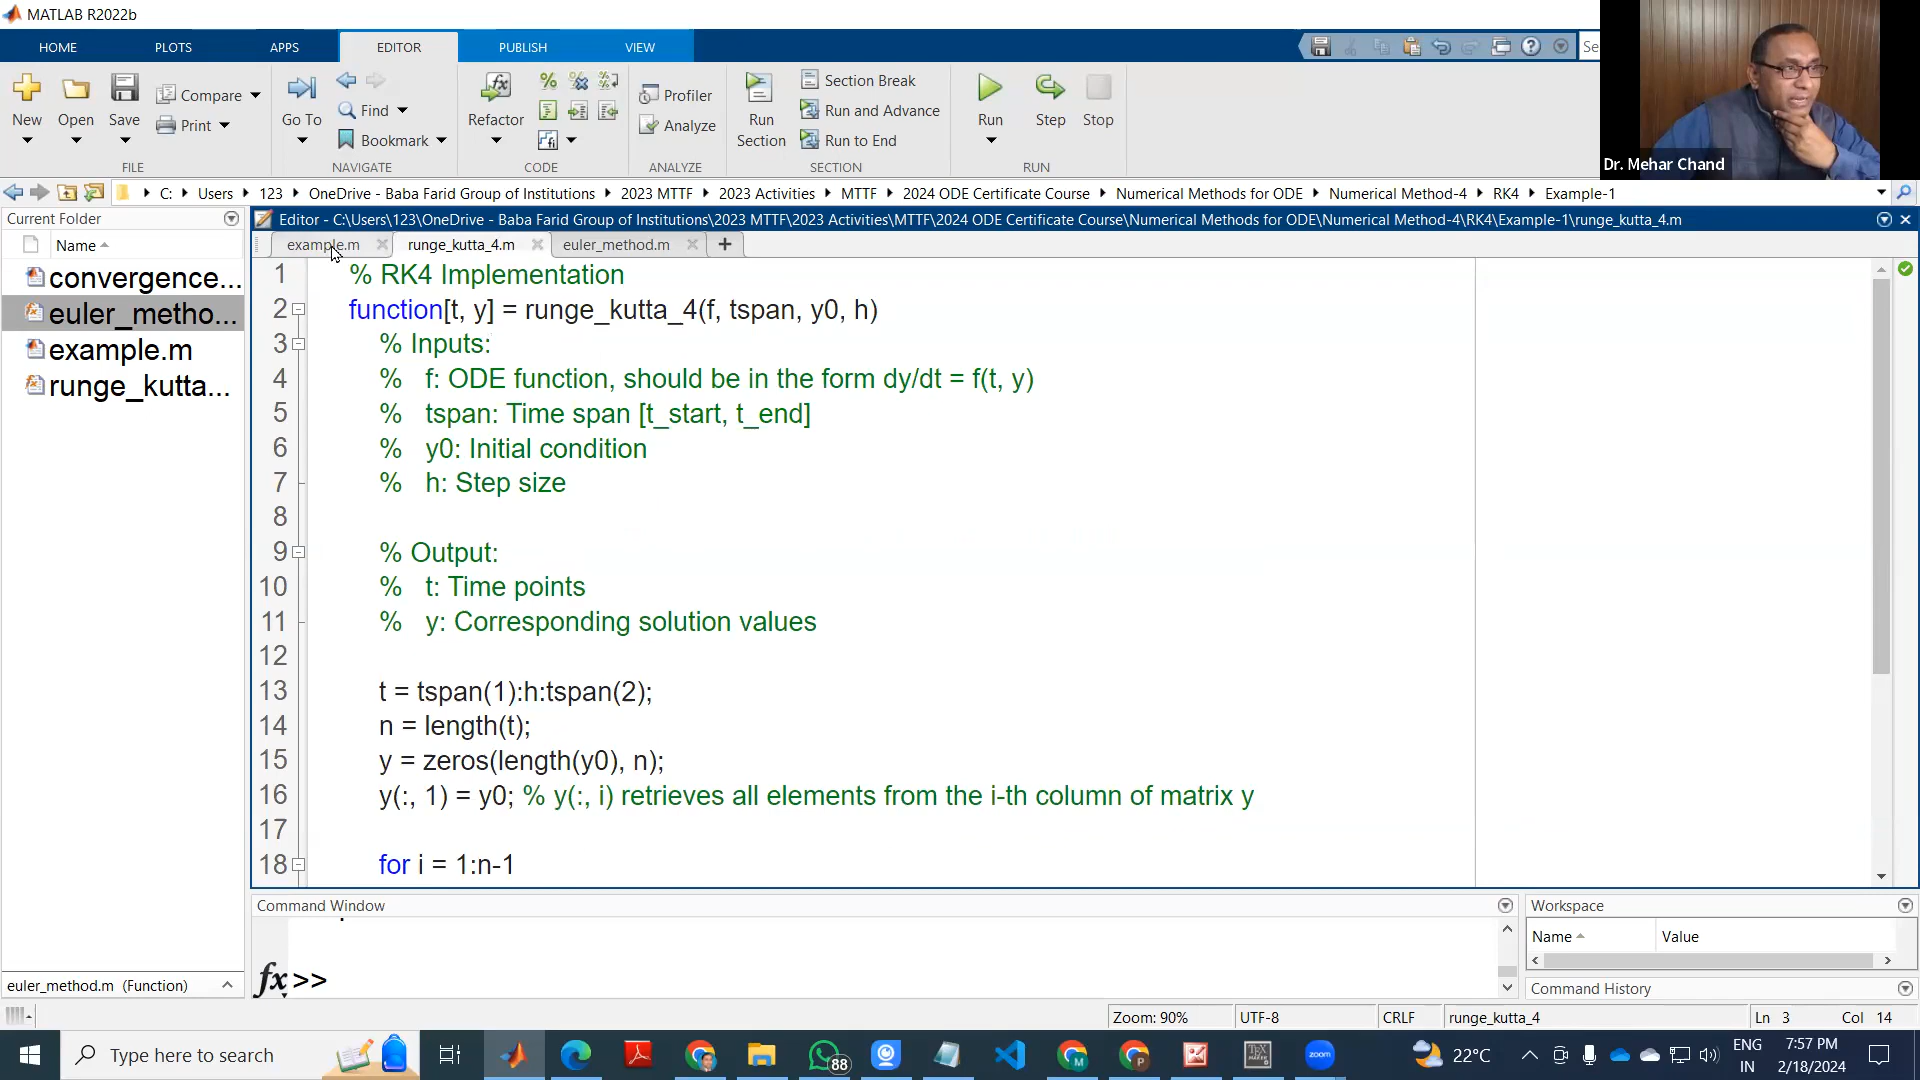 MATLAB R2022b
HOME
PLOTS
APPS
EDITOR
PUBLISH
VIEW
Se
New
Open
Save
Compare
Print
FILE
Go To
Find
Bookmark
NAVIGATE
Refactor
CODE
Profiler
Analyze
ANALYZE
Run Section
Section Break
Run and Advance
Run to End
SECTION
Run
Step
Stop
RUN
Dr. Mehar Chand
C: Users 123 OneDrive - Baba Farid Group of Institutions 2023 MTTF 2023 Activities MTTF 2024 ODE Certificate Course Numerical Methods for ODE Numerical Method-4 RK4 Example-1
Current Folder
Name
convergence...
euler_metho...
example.m
runge_kutta...
euler_method.m (Function)
Editor - C:\Users\123\OneDrive - Baba Farid Group of Institutions\2023 MTTF\2023 Activities\MTTF\2024 ODE Certificate Course\Numerical Methods for ODE\Numerical Method-4\RK4\Example-1\runge_kutta_4.m
example.m
runge_kutta_4.m
euler_method.m
1 % RK4 Implementation
2 function[t, y] = runge_kutta_4(f, tspan, y0, h)
3 % Inputs:
4 % f: ODE function, should be in the form dy/dt = f(t, y)
5 % tspan: Time span [t_start, t_end]
6 % y0: Initial condition
7 % h: Step size
8
9 % Output:
10 % t: Time points
11 % y: Corresponding solution values
12
13 t = tspan(1):h:tspan(2);
14 n = length(t);
15 y = zeros(length(y0), n);
16 y(:, 1) = y0; % y(:, i) retrieves all elements from the i-th column of matrix y
17
18 for i = 1:n-1
Command Window
fx >>
Workspace
Name Value
Command History
Zoom: 90% UTF-8 CRLF runge_kutta_4 Ln 3 Col 14
Type here to search
88
zoom
22°C
ENG
IN
7:57 PM
2/18/2024